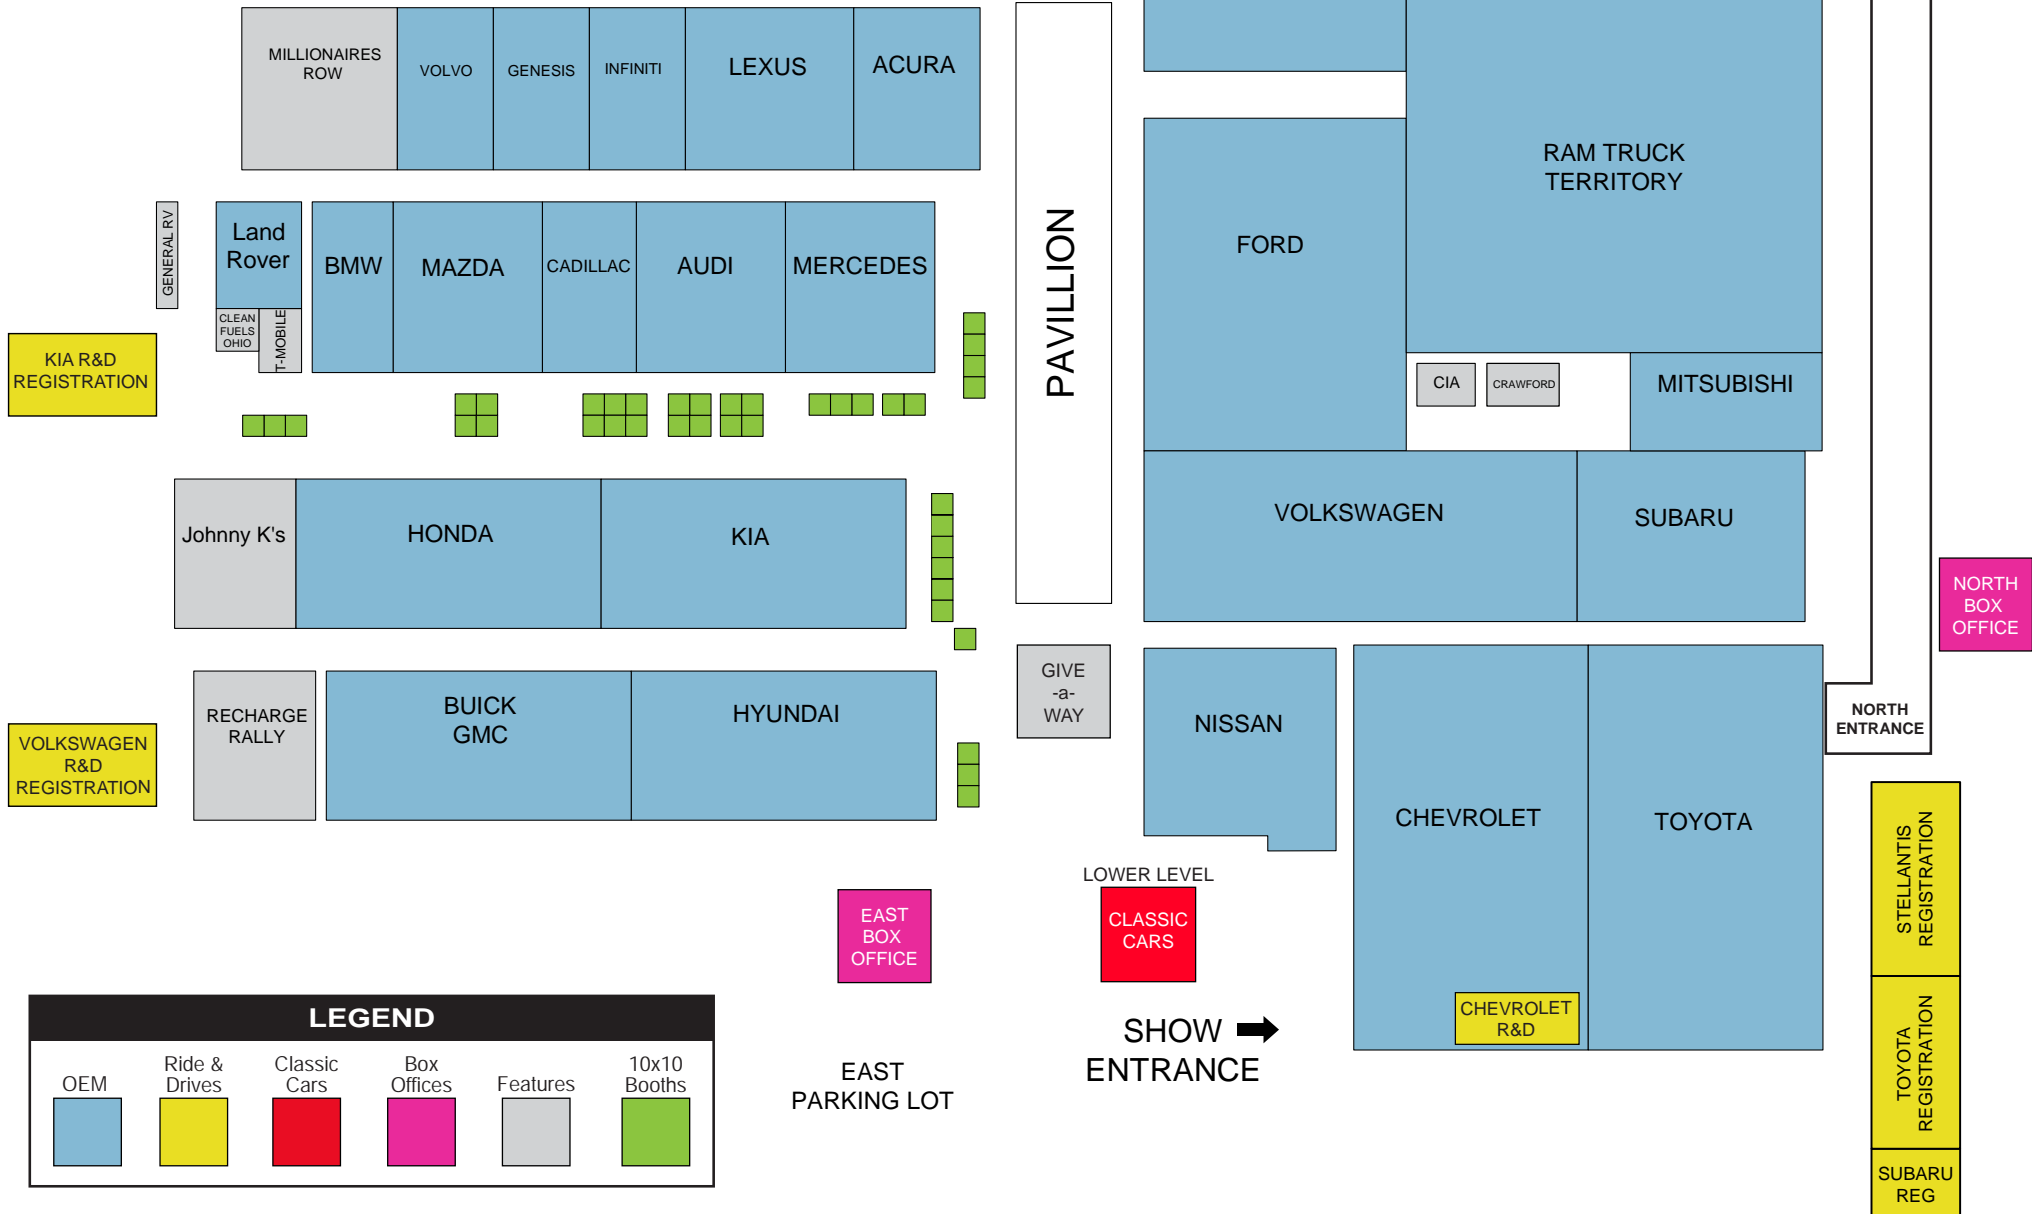 MILLIONAIRES
ROW
VOLVO
GENESIS
INFINITI
LEXUS
ACURA
RAM TRUCK
TERRITORY
GENERAL RV
Land
Rover
BMW
MAZDA
CADILLAC
AUDI
MERCEDES
PAVILLION
FORD
CLEAN
FUELS
OHIO
T-MOBILE
KIA R&D
REGISTRATION
CIA
CRAWFORD
MITSUBISHI
Johnny K's
HONDA
KIA
VOLKSWAGEN
SUBARU
NORTH
BOX
OFFICE
RECHARGE
RALLY
BUICK
GMC
HYUNDAI
GIVE
-a-
WAY
NISSAN
NORTH
ENTRANCE
VOLKSWAGEN
R&D
REGISTRATION
CHEVROLET
TOYOTA
STELLANTIS
REGISTRATION
LOWER LEVEL
CLASSIC
CARS
EAST
BOX
OFFICE
CHEVROLET
R&D
SHOW
ENTRANCE
EAST
PARKING LOT
TOYOTA
REGISTRATION
SUBARU
REG
LEGEND
OEM
Ride &
Drives
Classic
Cars
Box
Offices
Features
10x10
Booths